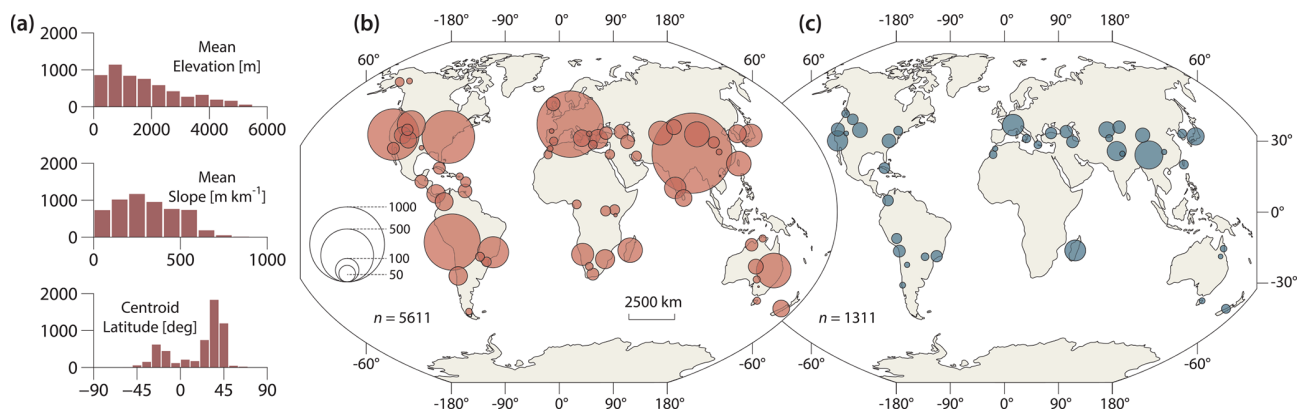 (a)
2000
1000
0
Mean
Elevation [m]
0 2000 4000 6000
2000
1000
0
Mean
Slope [m km⁻¹]
0 500 1000
2000
1000
0
Centroid
Latitude [deg]
−90 −45 0 45 90
(b)
-180° -90° 0° 90° 180°
60° 60°
1000
500
100
50
2500 km
n = 5611
-60° -60°
-180° -90° 0° 90° 180°
(c)
-180° -90° 0° 90° 180°
60°
30°
0°
-30°
n = 1311
-60°
-180° -90° 0° 90° 180°